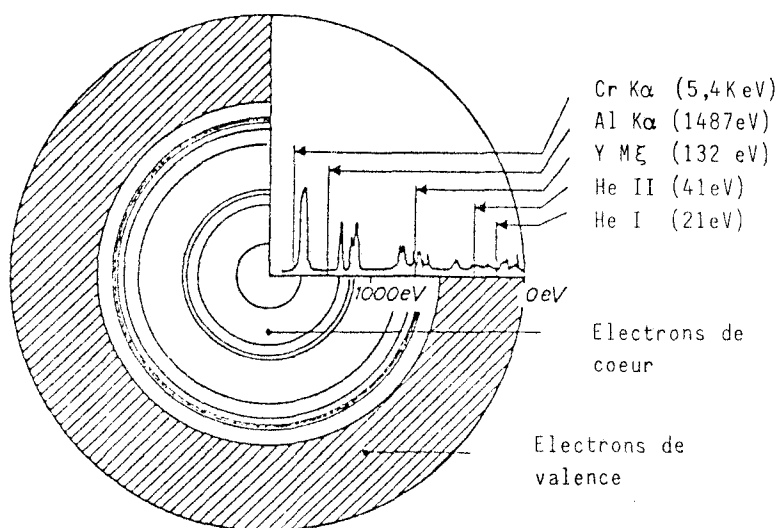 Cr Kα (5,4KeV)
Al Kα (1487eV)
Y Mξ (132 eV)
He II (41eV)
He I (21eV)
1000eV
0eV
Electrons de
coeur
Electrons de
valence